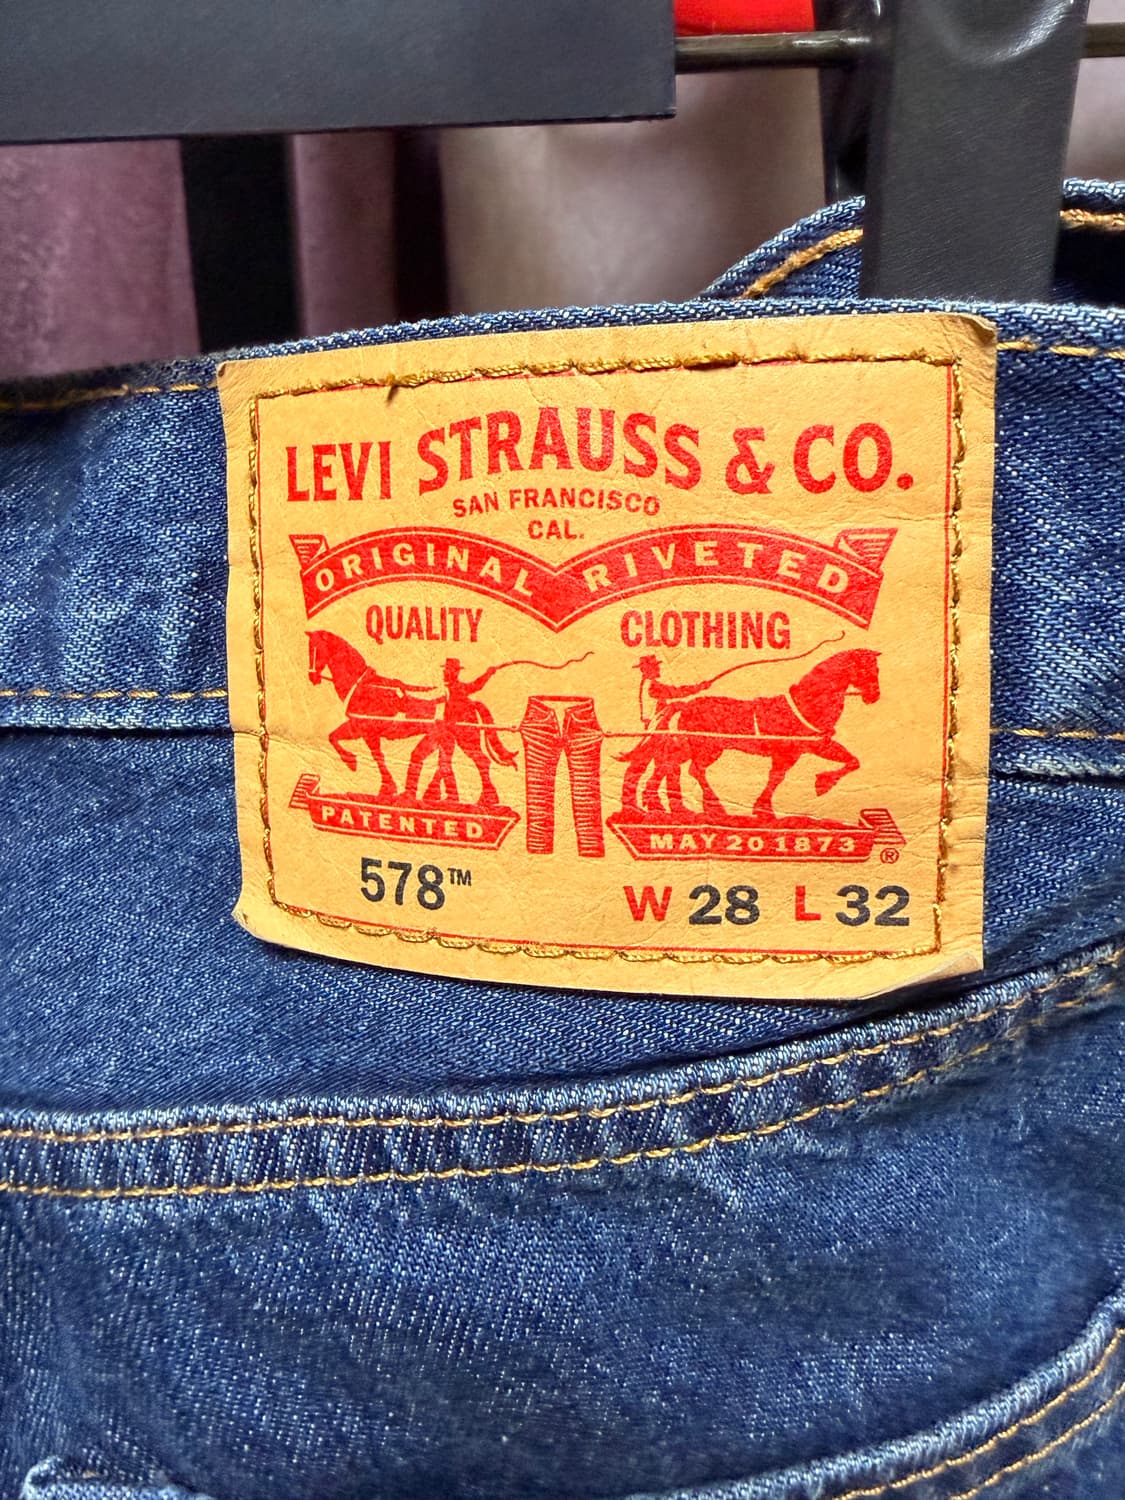 LEVI STRAUSS & CO.
SAN FRANCISCO
CAL.
ORIGINAL RIVETED
QUALITY CLOTHING
PATENTED MAY 20 1873 ®
578™ W 28 L 32